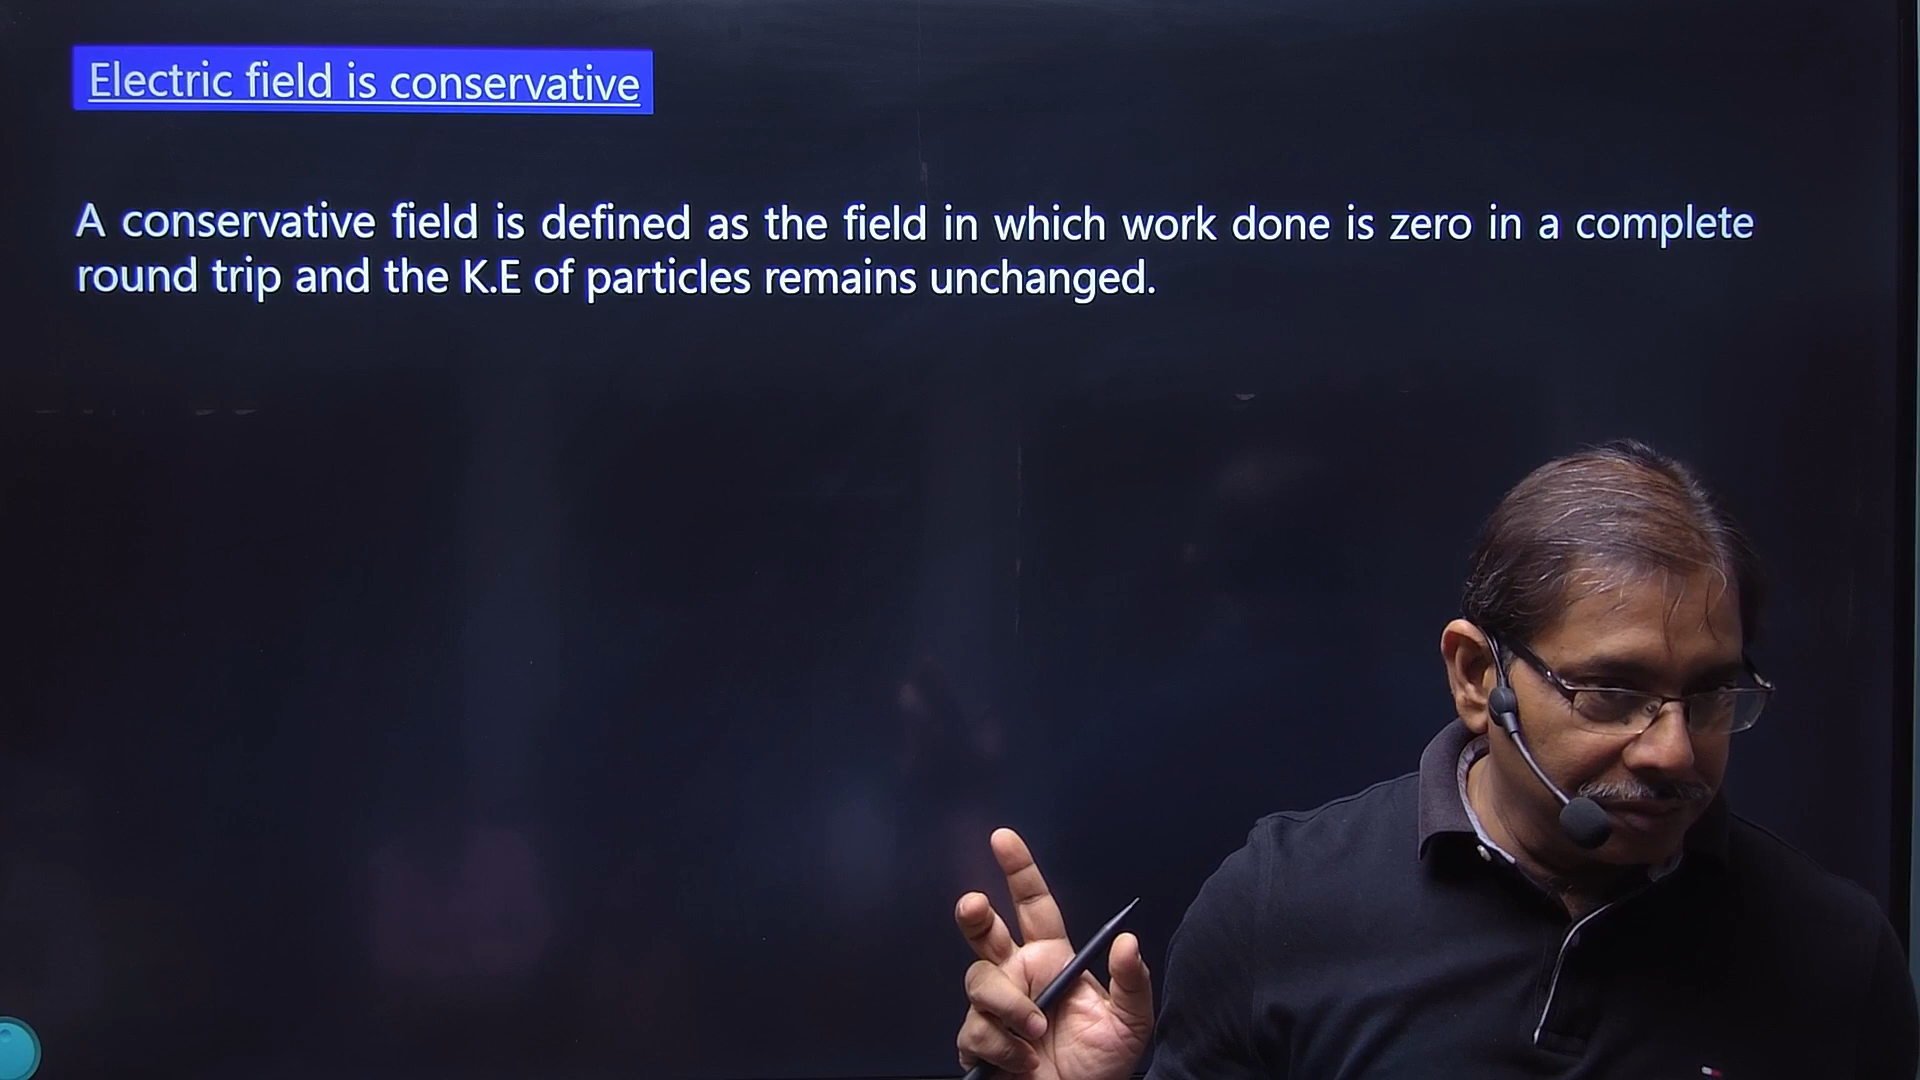 Electric field is conservative
A conservative field is defined as the field in which work done is zero in a complete
round trip and the K.E of particles remains unchanged.